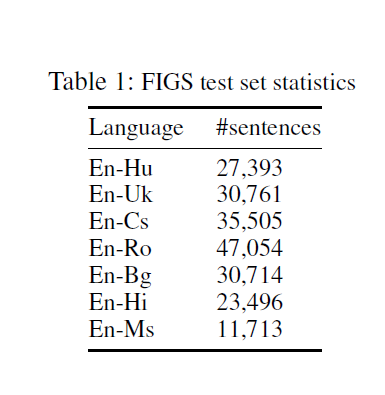 Table 1: FIGS test set statistics
Language #sentences
En-Hu 27,393
En-Uk 30,761
En-Cs 35,505
En-Ro 47,054
En-Bg 30,714
En-Hi 23,496
En-Ms 11,713